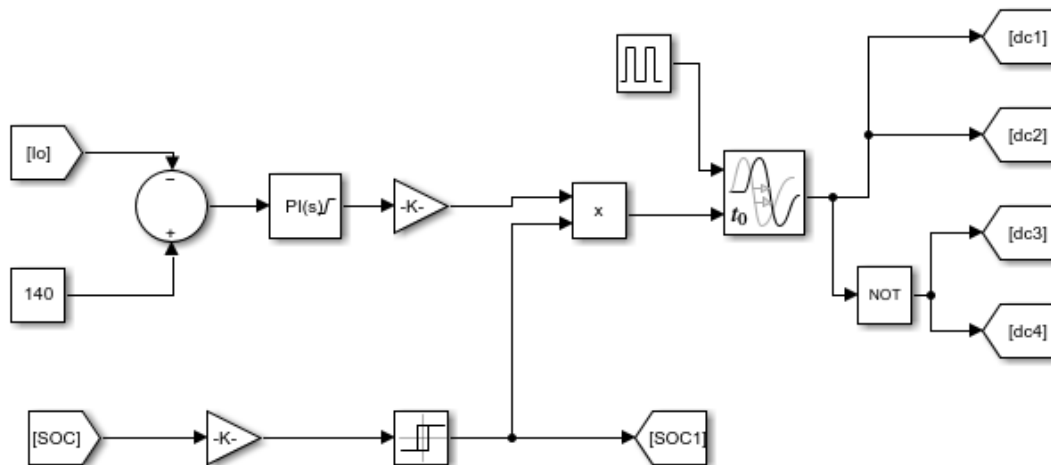 [dc1]
[dc2]
[Io]
−
PI(s)
-K-
x
t0
+
140
[dc3]
NOT
[dc4]
[SOC]
-K-
[SOC1]